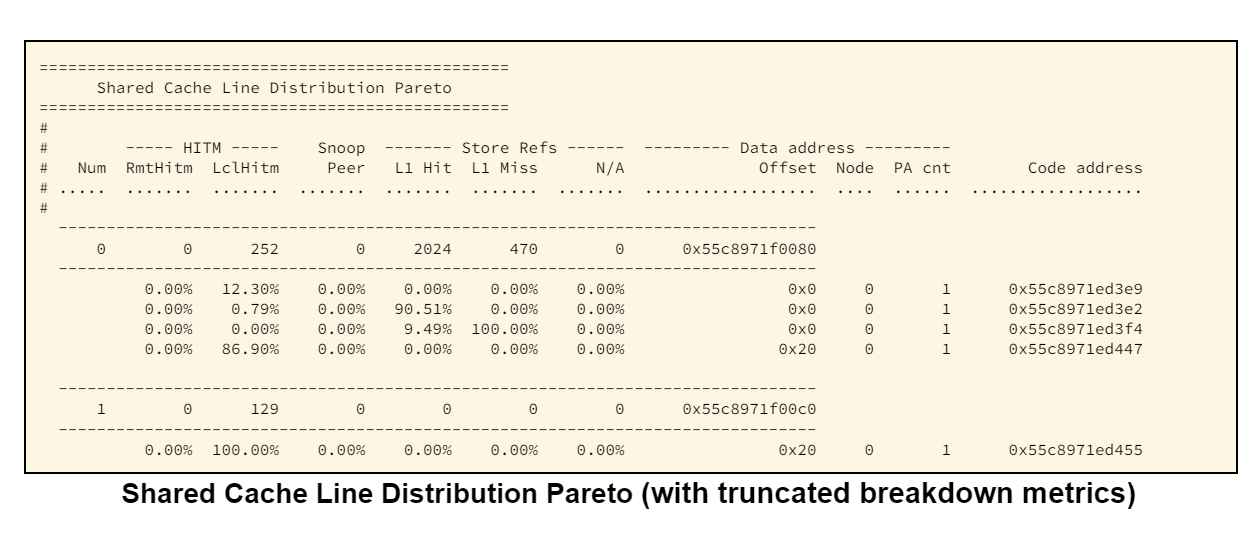 =================================================
      Shared Cache Line Distribution Pareto
=================================================
#
#        ----- HITM -----    Snoop  ------- Store Refs ------  --------- Data address ---------
#   Num  RmtHitm  LclHitm     Peer   L1 Hit  L1 Miss      N/A              Offset  Node  PA cnt        Code address
# .....  .......  .......  .......  .......  .......  .......  ..................  ....  ......  ..................
#
  -------------------------------------------------------------------------------
      0        0      252        0     2024      470        0      0x55c8971f0080
  -------------------------------------------------------------------------------
           0.00%   12.30%    0.00%    0.00%    0.00%    0.00%                 0x0     0       1      0x55c8971ed3e9
           0.00%    0.79%    0.00%   90.51%    0.00%    0.00%                 0x0     0       1      0x55c8971ed3e2
           0.00%    0.00%    0.00%    9.49%  100.00%    0.00%                 0x0     0       1      0x55c8971ed3f4
           0.00%   86.90%    0.00%    0.00%    0.00%    0.00%                0x20     0       1      0x55c8971ed447
  -------------------------------------------------------------------------------
      1        0      129        0        0        0        0      0x55c8971f00c0
  -------------------------------------------------------------------------------
           0.00%  100.00%    0.00%    0.00%    0.00%    0.00%                0x20     0       1      0x55c8971ed455
Shared Cache Line Distribution Pareto (with truncated breakdown metrics)